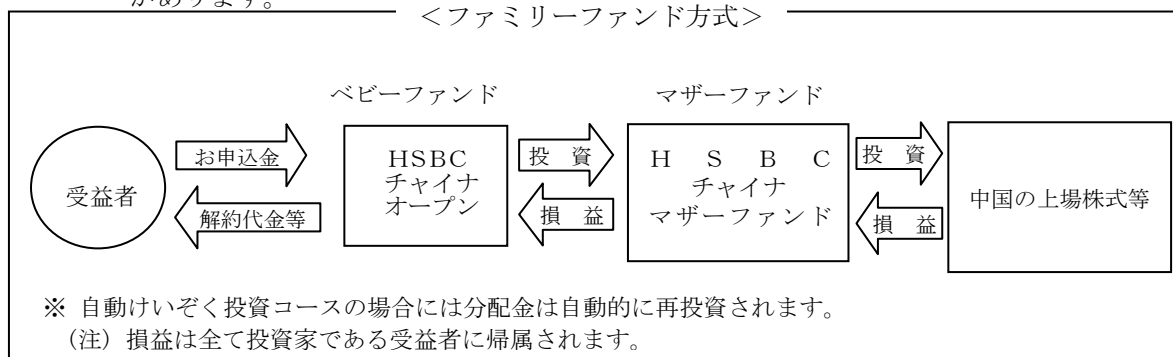 があります。
＜ファミリーファンド方式＞
ベビーファンド
マザーファンド
受益者
お申込金
解約代金等
HSBC
チャイナ
オープン
投　資
損　益
Ｈ　Ｓ　Ｂ　Ｃ
チャイナ
マザーファンド
投　資
損　益
中国の上場株式等
※ 自動けいぞく投資コースの場合には分配金は自動的に再投資されます。
（注）損益は全て投資家である受益者に帰属されます。